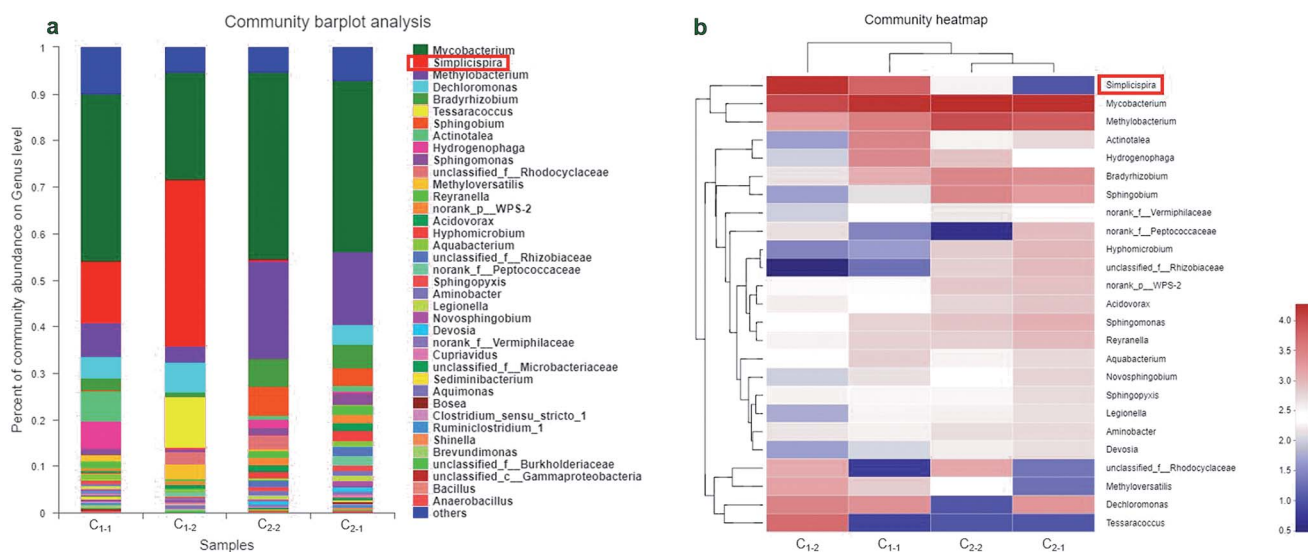 a
Community barplot analysis
Percent of community abundance on Genus level
1
0.9
0.8
0.7
0.6
0.5
0.4
0.3
0.2
0.1
0
C1-1
C1-2
C2-2
C2-1
Samples
Mycobacterium
Simplicispira
Methylobacterium
Dechloromonas
Bradyrhizobium
Tessaracoccus
Sphingobium
Actinotalea
Hydrogenophaga
Sphingomonas
unclassified_f__Rhodocyclaceae
Methyloversatilis
Reyranella
norank_p__WPS-2
Acidovorax
Hyphomicrobium
Aquabacterium
unclassified_f__Rhizobiaceae
norank_f__Peptococcaceae
Sphingopyxis
Aminobacter
Legionella
Novosphingobium
Devosia
norank_f__Vermiphilaceae
Cupriavidus
unclassified_f__Microbacteriaceae
Sediminibacterium
Aquimonas
Bosea
Clostridium_sensu_stricto_1
Ruminiclostridium_1
Shinella
Brevundimonas
unclassified_f__Burkholderiaceae
unclassified_c__Gammaproteobacteria
Bacillus
Anaerobacillus
others
b
Community heatmap
Simplicispira
Mycobacterium
Methylobacterium
Actinotalea
Hydrogenophaga
Bradyrhizobium
Sphingobium
norank_f__Vermiphilaceae
norank_f__Peptococcaceae
Hyphomicrobium
unclassified_f__Rhizobiaceae
norank_p__WPS-2
Acidovorax
Sphingomonas
Reyranella
Aquabacterium
Novosphingobium
Sphingopyxis
Legionella
Aminobacter
Devosia
unclassified_f__Rhodocyclaceae
Methyloversatilis
Dechloromonas
Tessaracoccus
C1-2
C1-1
C2-2
C2-1
4.0
3.5
3.0
2.5
2.0
1.5
1.0
0.5